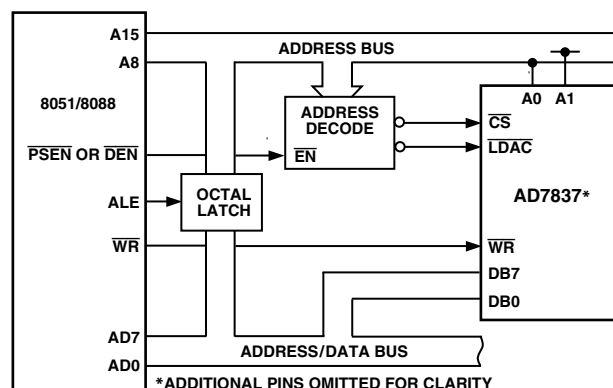 A15
ADDRESS BUS
A8
A0 A1
8051/8088
ADDRESS
DECODE
CS
EN
LDAC
PSEN OR DEN
OCTAL
LATCH
AD7837*
ALE
WR
WR
DB7
DB0
AD7
ADDRESS/DATA BUS
AD0
*ADDITIONAL PINS OMITTED FOR CLARITY